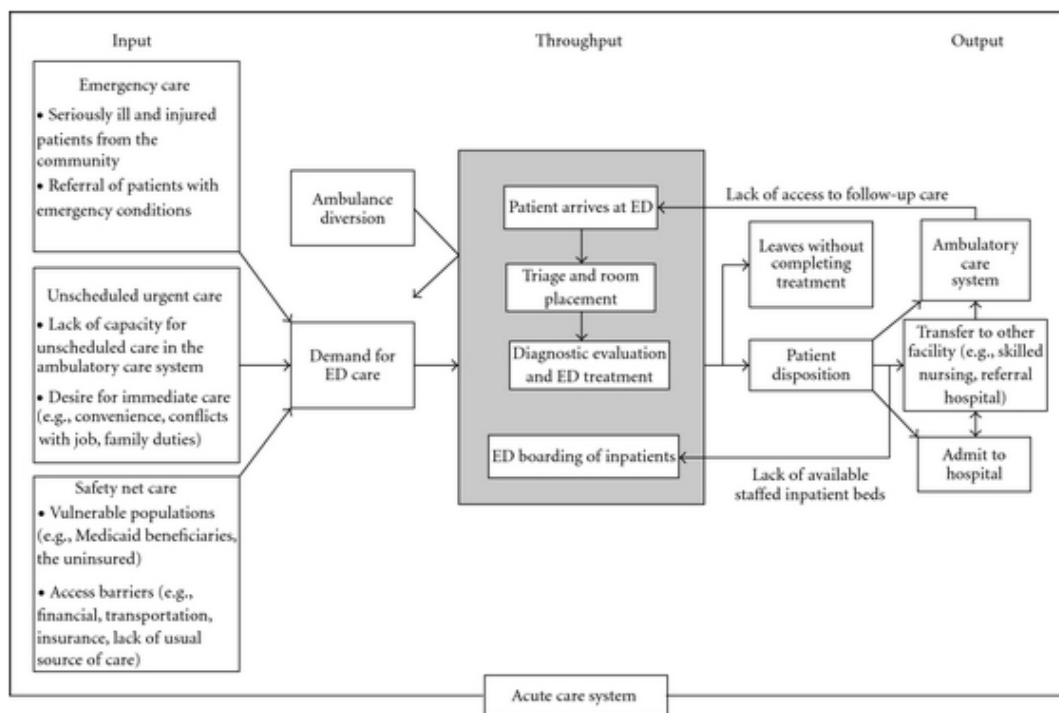 Input
Throughput
Output
Emergency care
• Seriously ill and injured
patients from the
community
• Referral of patients with
emergency conditions
Unscheduled urgent care
• Lack of capacity for
unscheduled care in the
ambulatory care system
• Desire for immediate care
(e.g., convenience, conflicts
with job, family duties)
Safety net care
• Vulnerable populations
(e.g., Medicaid beneficiaries,
the uninsured)
• Access barriers (e.g.,
financial, transportation,
insurance, lack of usual
source of care)
Ambulance
diversion
Demand for
ED care
Patient arrives at ED
Triage and room
placement
Diagnostic evaluation
and ED treatment
ED boarding of inpatients
Lack of access to follow-up care
Leaves without
completing
treatment
Patient
disposition
Lack of available
staffed inpatient beds
Ambulatory
care
system
Transfer to other
facility (e.g., skilled
nursing, referral
hospital)
Admit to
hospital
Acute care system